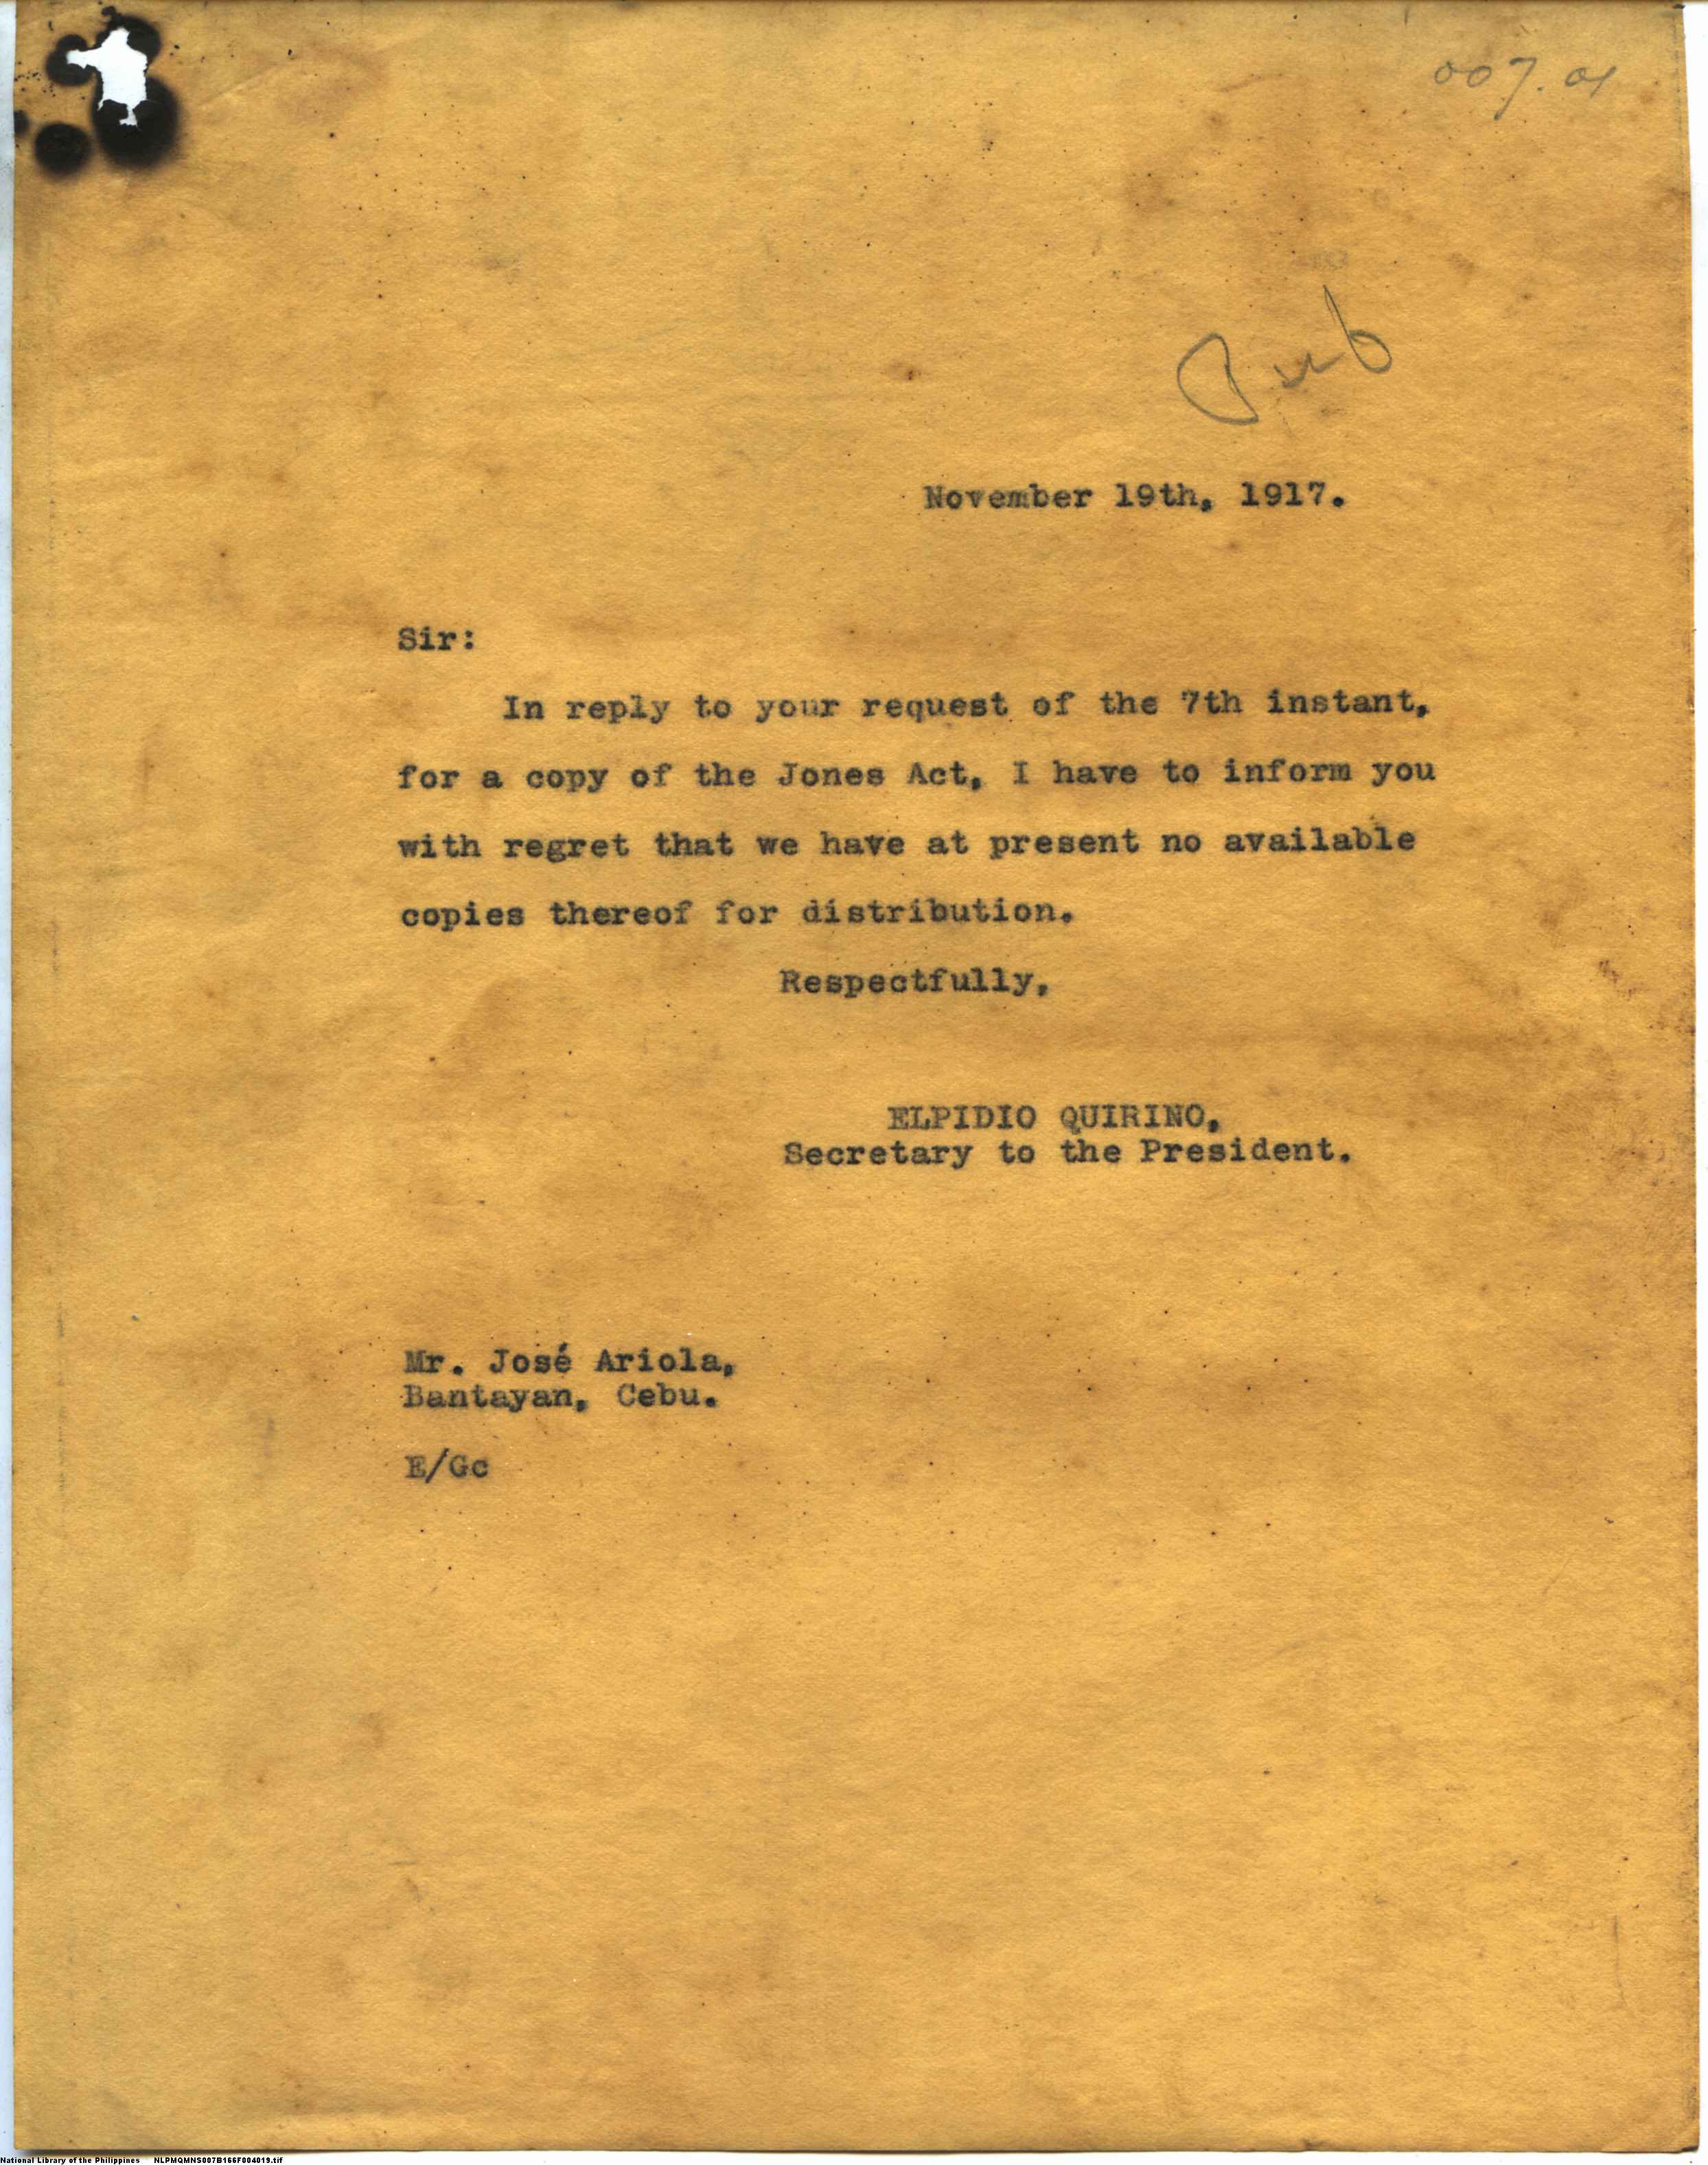 007.01
Pub
November 19th, 1917.
Sir:
In reply to your request of the 7th instant,
for a copy of the Jones Act, I have to inform you
with regret that we have at present no available
copies thereof for distribution.
Respectfully,
ELPIDIO QUIRINO,
Secretary to the President.
Mr. José Ariola,
Bantayan, Cebu.
E/Gc
National Library of the Philippines NLPMQMNS007B166F004019.tif